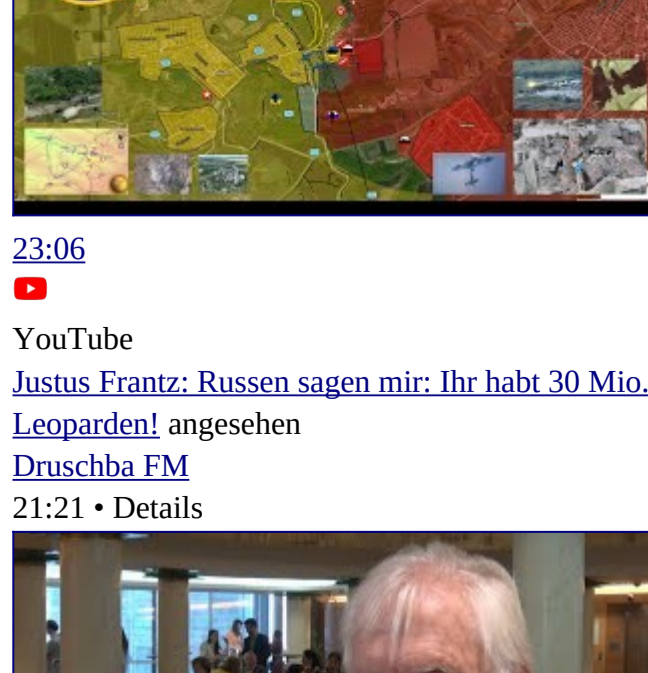 23:06
YouTube
Justus Frantz: Russen sagen mir: Ihr habt 30 Mio.
Leoparden! angesehen
Druschba FM
21:21 • Details